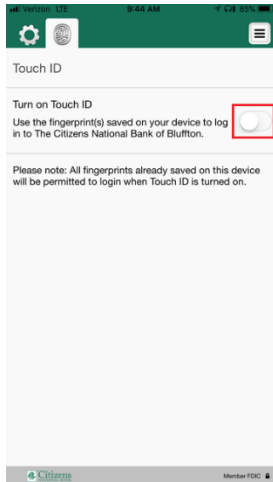 Verizon LTE 9:44 AM 85%
Touch ID
Turn on Touch ID
Use the fingerprint(s) saved on your device to log
in to The Citizens National Bank of Bluffton.
Please note: All fingerprints already saved on this device
will be permitted to login when Touch ID is turned on.
Citizens Member FDIC